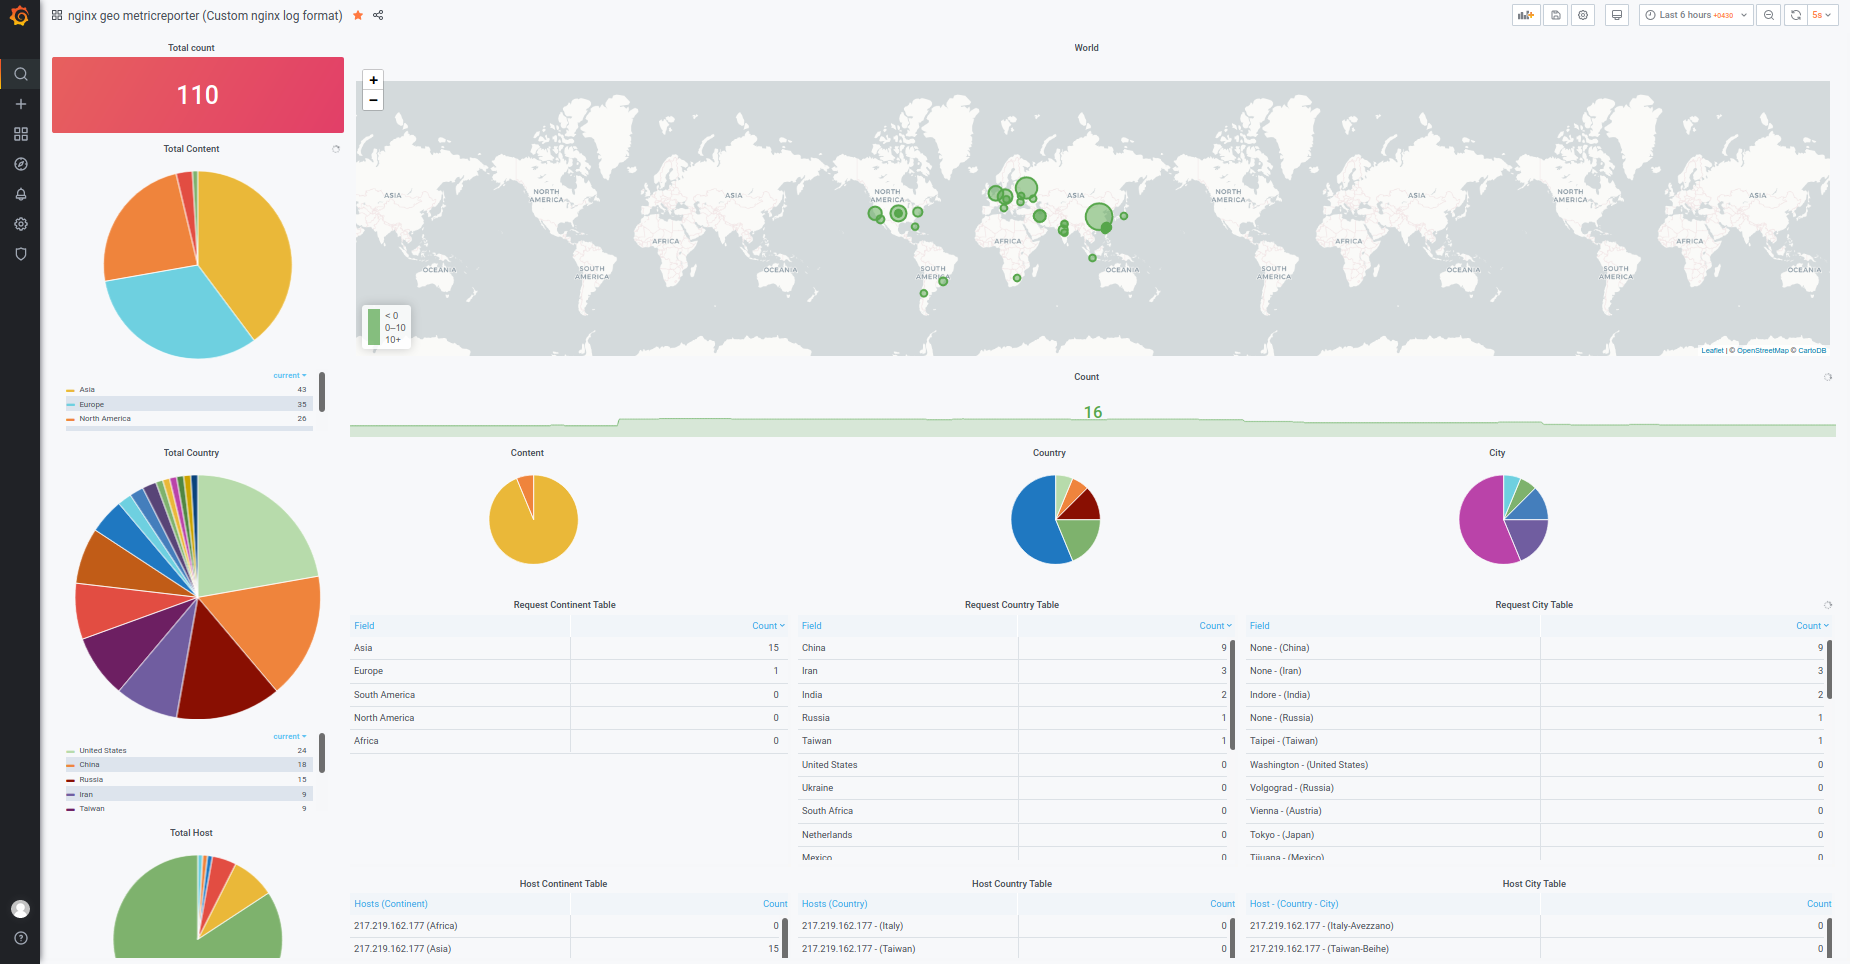 nginx geo metricreporter (Custom nginx log format)
Last 6 hours +0430
5s
Total count
110
Total Content
current
Asia 43
Europe 35
North America 26
Total Country
current
United States 24
China 18
Russia 15
Iran 9
Taiwan 9
Total Host
World
+
−
ASIA
NORTH AMERICA
ASIA
NORTH AMERICA
ASIA
NORTH AMERICA
ASIA
NORTH AMERICA
ASIA
AFRICA
AFRICA
AFRICA
AFRICA
OCEANIA
SOUTH AMERICA
OCEANIA
SOUTH AMERICA
OCEANIA
SOUTH AMERICA
OCEANIA
SOUTH AMERICA
OCEANIA
< 0
0–10
10+
Leaflet | © OpenStreetMap © CartoDB
Count
16
Content
Country
City
Request Continent Table
Field Count
Asia 15
Europe 1
South America 0
North America 0
Africa 0
Request Country Table
Field Count
China 9
Iran 3
India 2
Russia 1
Taiwan 1
United States 0
Ukraine 0
South Africa 0
Netherlands 0
Mexico 0
Request City Table
Field Count
None - (China) 9
None - (Iran) 3
Indore - (India) 2
None - (Russia) 1
Taipei - (Taiwan) 1
Washington - (United States) 0
Volgograd - (Russia) 0
Vienna - (Austria) 0
Tokyo - (Japan) 0
Tijuana - (Mexico) 0
Host Continent Table
Hosts (Continent) Count
217.219.162.177 (Africa) 0
217.219.162.177 (Asia) 15
Host Country Table
Hosts (Country) Count
217.219.162.177 - (Italy) 0
217.219.162.177 - (Taiwan) 0
Host City Table
Host - (Country - City) Count
217.219.162.177 - (Italy-Avezzano) 0
217.219.162.177 - (Taiwan-Beihe) 0